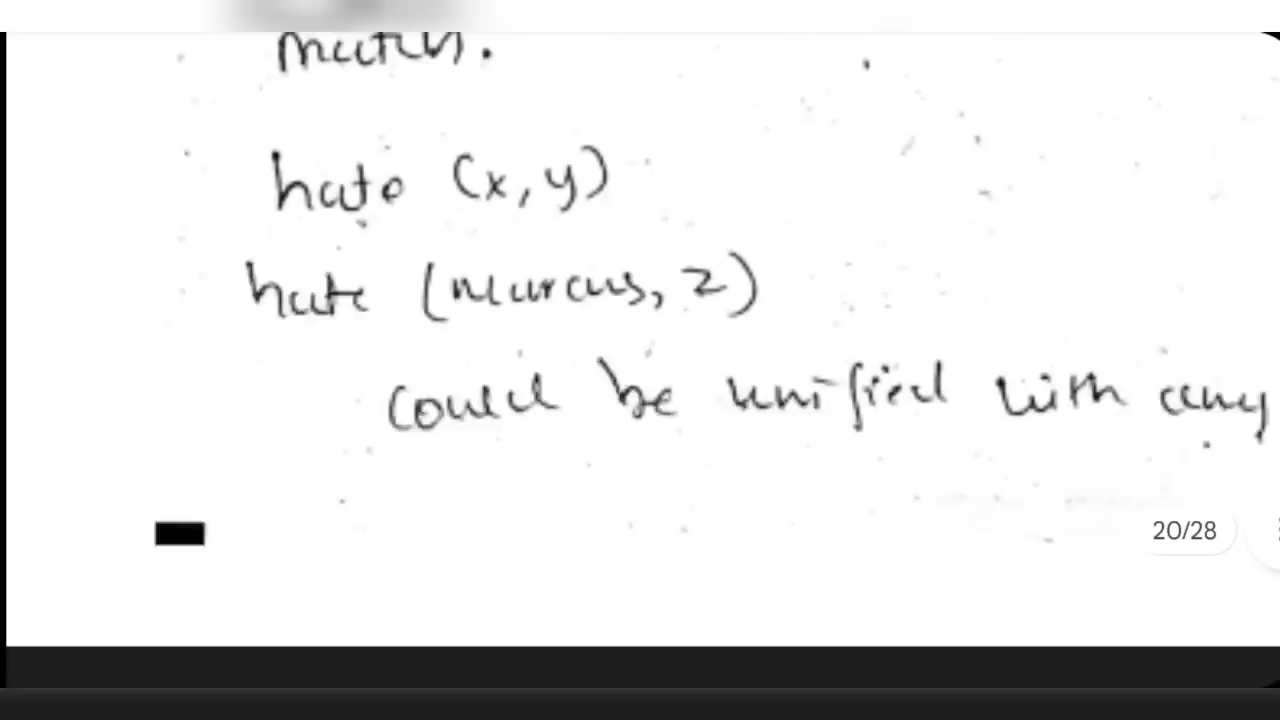 match.
hate (x, y)
hate (Marcus, z)
could be unified with any
20/28